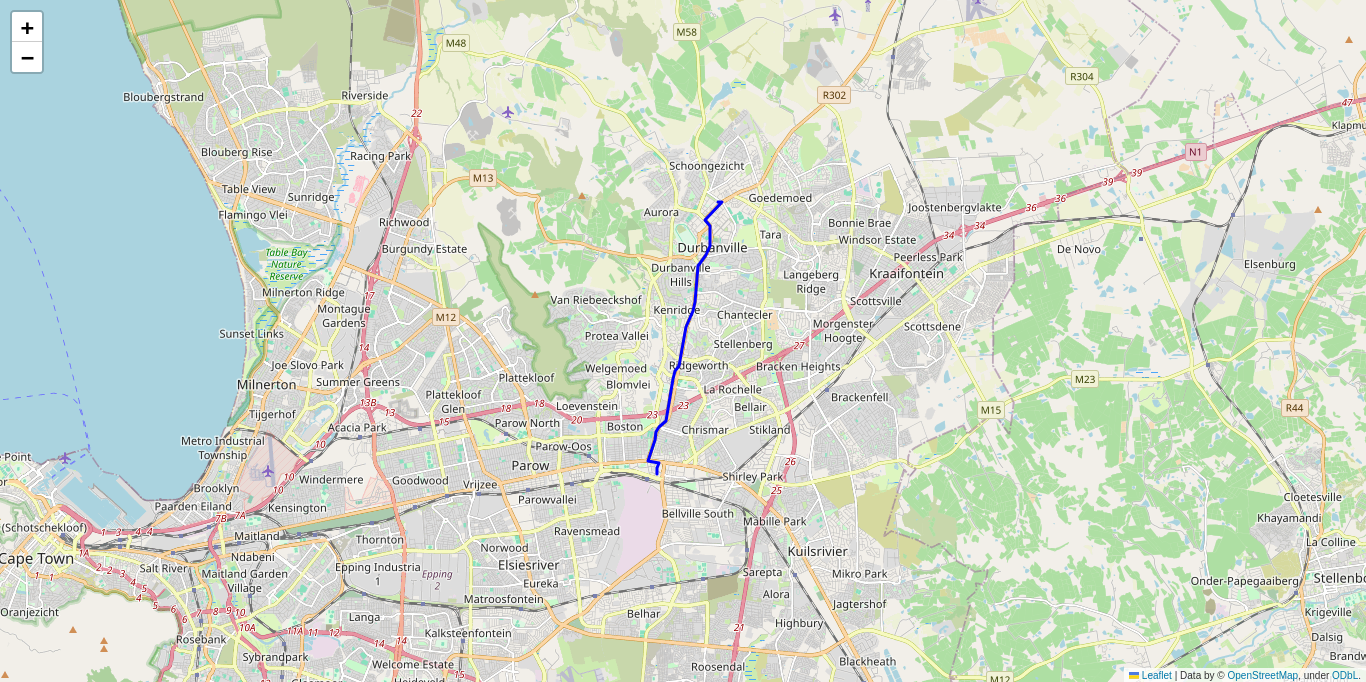 +
−
M58
M48
R304
Bloubergstrand
Riverside
R302
47
22
Klapmu
Blouberg Rise
Racing Park
N1
Schoongezicht
M13
39
39
Table View
Sunridge
Goedemoed
36
36
Joostenbergvlakte
Flamingo Vlei
Richwood
Aurora
Bonnie Brae
34
34
Tara
Windsor Estate
Burgundy Estate
Durbanville
De Novo
Table Bay
Nature
Reserve
Peerless Park
Elsenburg
Durbanville
Hills
Langeberg
Ridge
Kraaifontein
Milnerton Ridge
17
Van Riebeeckshof
Scottsville
Montague
Gardens
M12
Kenridge
Chantecler
Morgenster
Hoogte
Scottsdene
Sunset Links
Protea Vallei
14
Stellenberg
27
Joe Slovo Park
Welgemoed
Ridgeworth
Bracken Heights
Milnerton
Summer Greens
Plattekloof
Blomvlei
La Rochelle
M23
Plattekloof
Glen
Brackenfell
13B
18
18
Loevenstein
23
23
Bellair
M15
R44
Tijgerhof
Acacia Park
20
Parow North
Boston
Chrismar
Stikland
Metro Industrial
Township
10
Parow-Oos
Point
Parow
26
Brooklyn
Windermere
Goodwood
Vrijzee
Shirley Park
10
10
25
Paarden Eiland
Kensington
Parowvallei
Cloetesville
7B
7A
Bellville South
Mabille Park
Khayamandi
(Schotschekloof)
1
3
4
4
Maitland
Ravensmead
Cape Town
1A
Thornton
Norwood
Kuilsrivier
La Colline
Ndabeni
Elsiesriver
1
1
2
2
3
Salt River
Maitland Garden
Village
Epping Industria
1
Epping
2
Eureka
Sarepta
Mikro Park
Onder-Papegaaiberg
Stellenb
4
5
5
Matroosfontein
Alora
Jagtershof
Oranjezicht
6
7
8
9
10
Langa
Belhar
Krigeville
6
10A
11A
11
12
14
14
Kalksteenfontein
21
Highbury
Dalsig
Rosebank
Sybrandpark
Welcome Estate
Roosendal
Blackheath
Brandw
M12
Leaflet | Data by © OpenStreetMap, under ODbL.